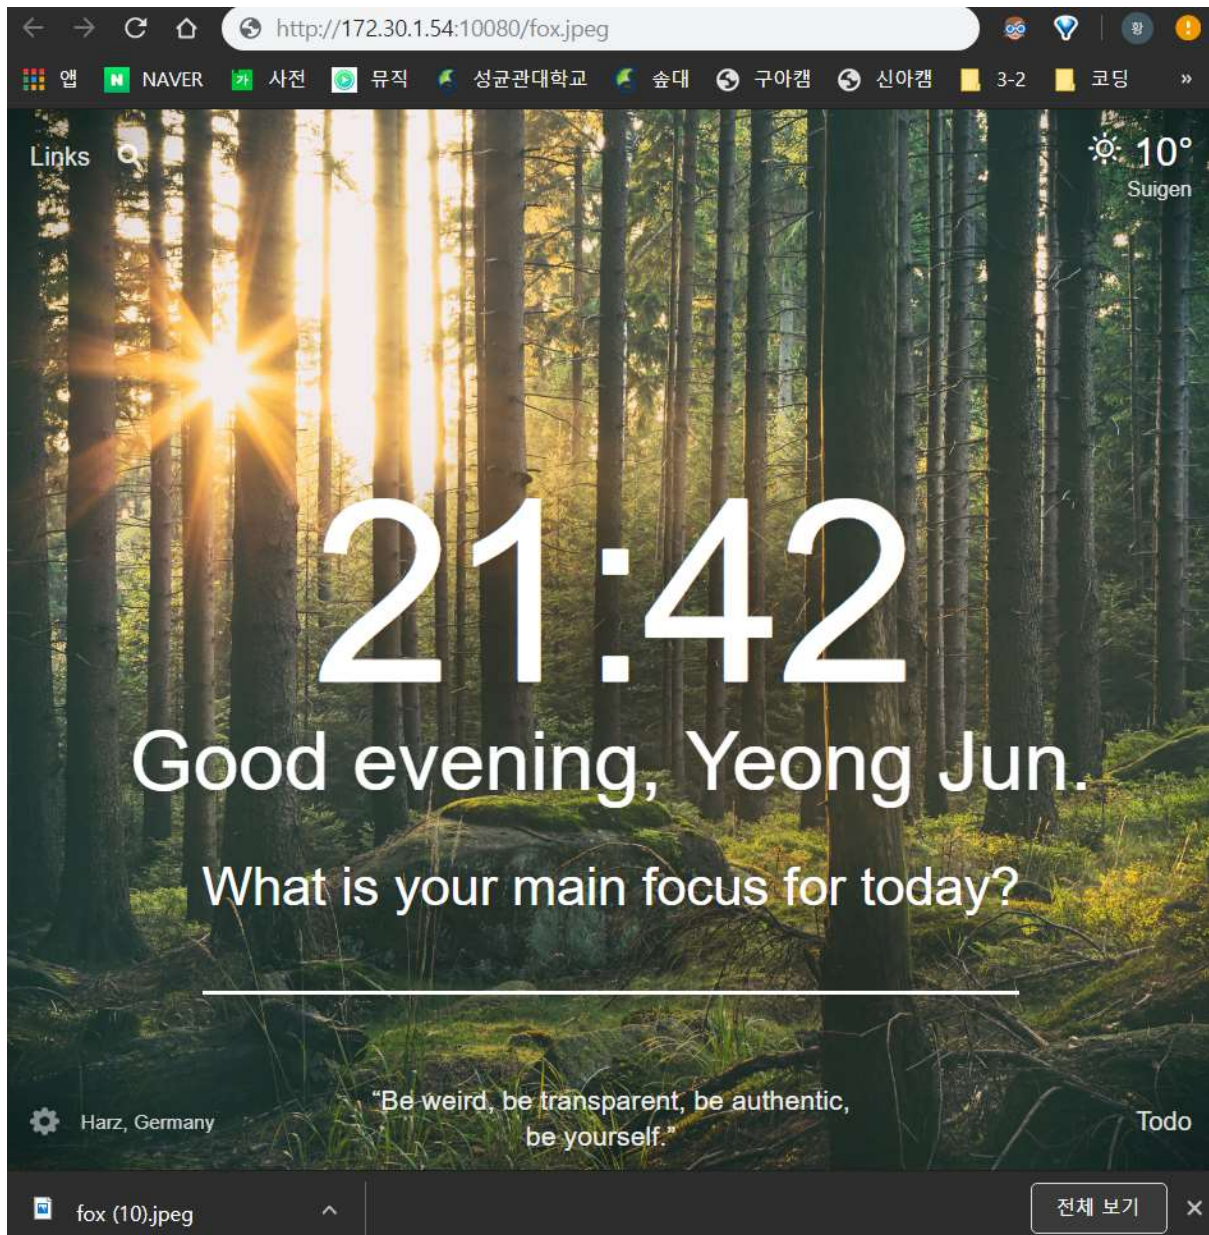 http://172.30.1.54:10080/fox.jpeg
황
앱 NAVER 사전 뮤직 성균관대학교 솦대 구아캠 신아캠 3-2 코딩 »
Links
10°
Suigen
21:42
Good evening, Yeong Jun.
What is your main focus for today?
“Be weird, be transparent, be authentic,
be yourself.”
Harz, Germany
Todo
fox (10).jpeg
전체 보기